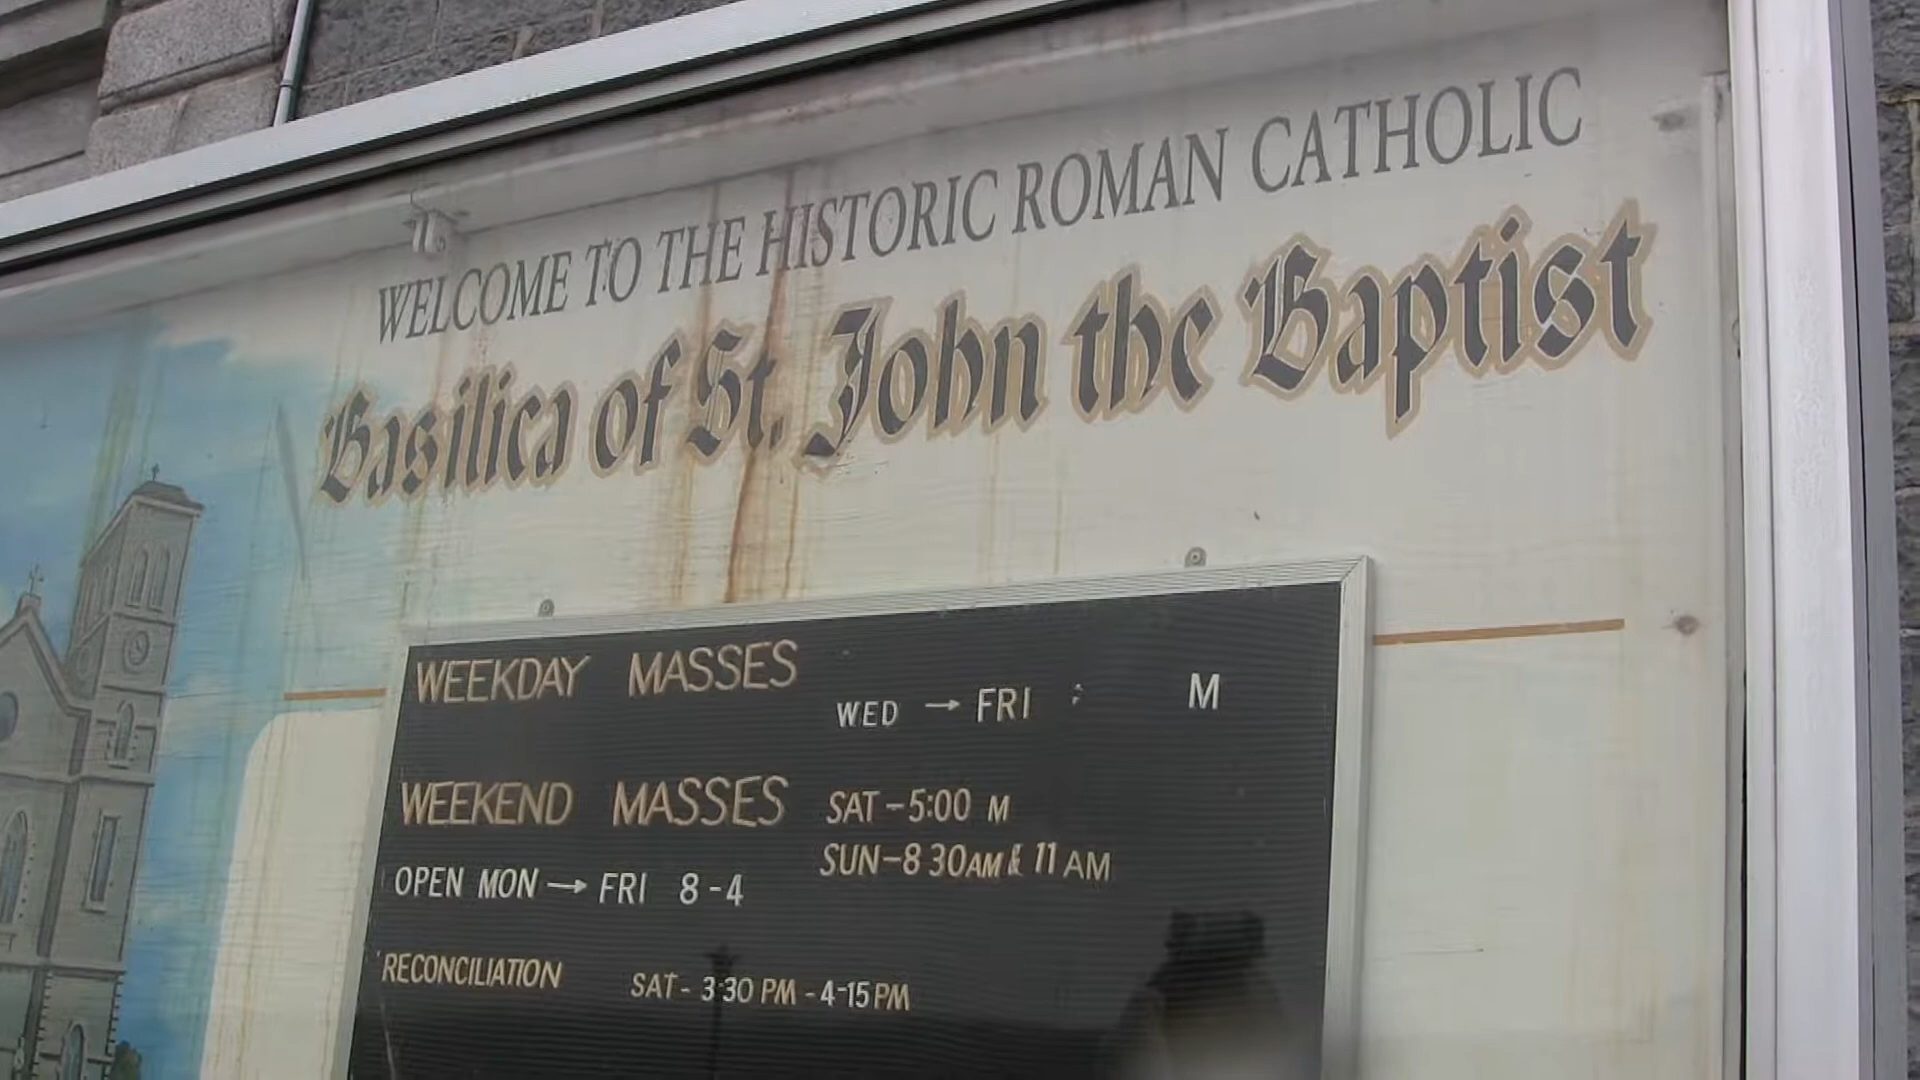 WELCOME TO THE HISTORIC ROMAN CATHOLIC
Basilica of St. John the Baptist
WEEKDAY MASSES
WED → FRI : M
WEEKEND MASSES SAT - 5:00 M
SUN - 8 30AM & 11 AM
OPEN MON → FRI 8 - 4
RECONCILIATION SAT - 3:30 PM - 4-15 PM